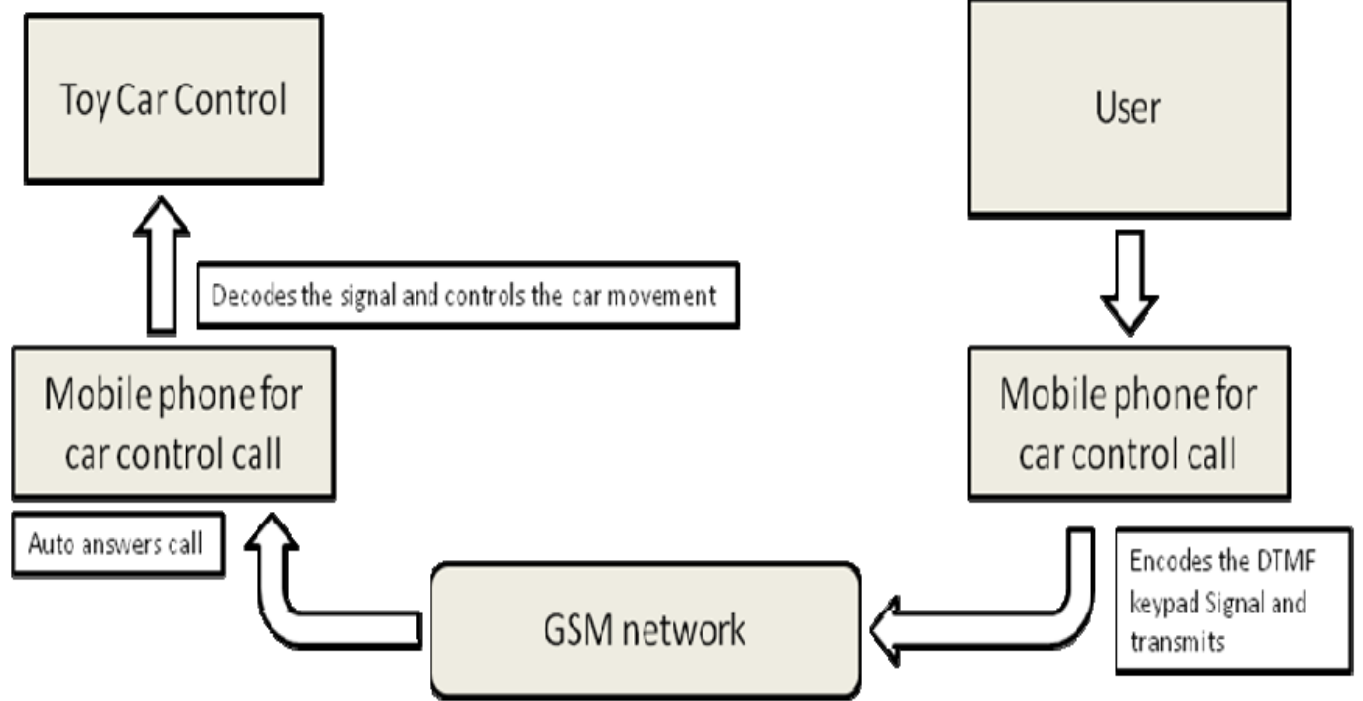 Toy Car Control
User
Decodes the signal and controls the car movement
Mobile phone for
car control call
Mobile phone for
car control call
Auto answers call
GSM network
Encodes the DTMF
keypad Signal and
transmits